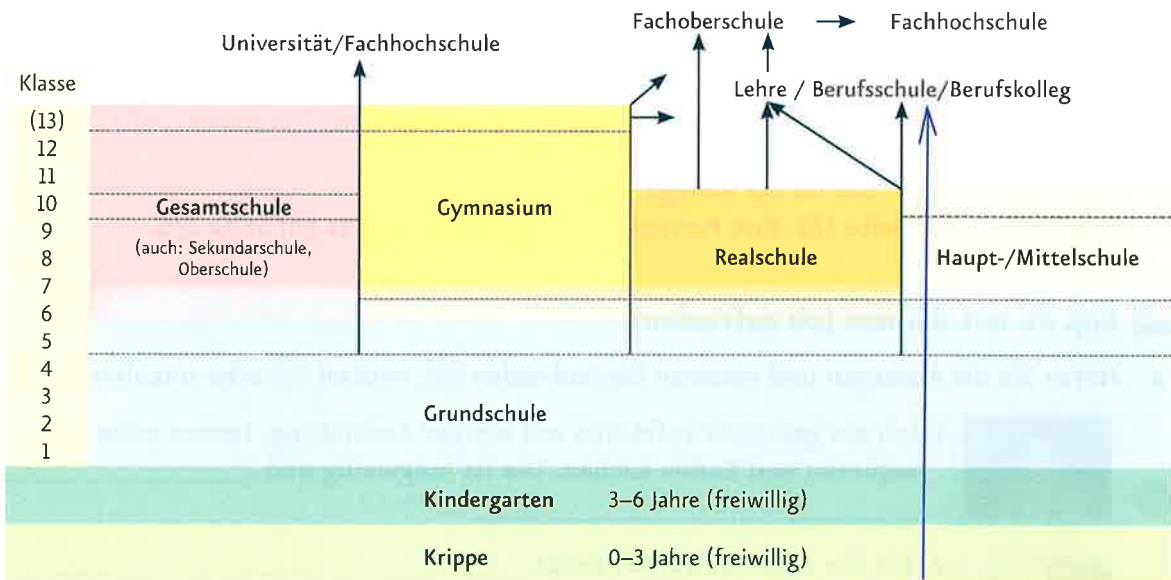 Fachoberschule → Fachhochschule
Universität/Fachhochschule
Klasse
Lehre / Berufsschule/Berufskolleg
(13)
12
11
10
9
8
7
6
5
4
3
2
1
Gesamtschule
(auch: Sekundarschule,
Oberschule)
Gymnasium
Realschule
Haupt-/Mittelschule
Grundschule
Kindergarten 3–6 Jahre (freiwillig)
Krippe 0–3 Jahre (freiwillig)